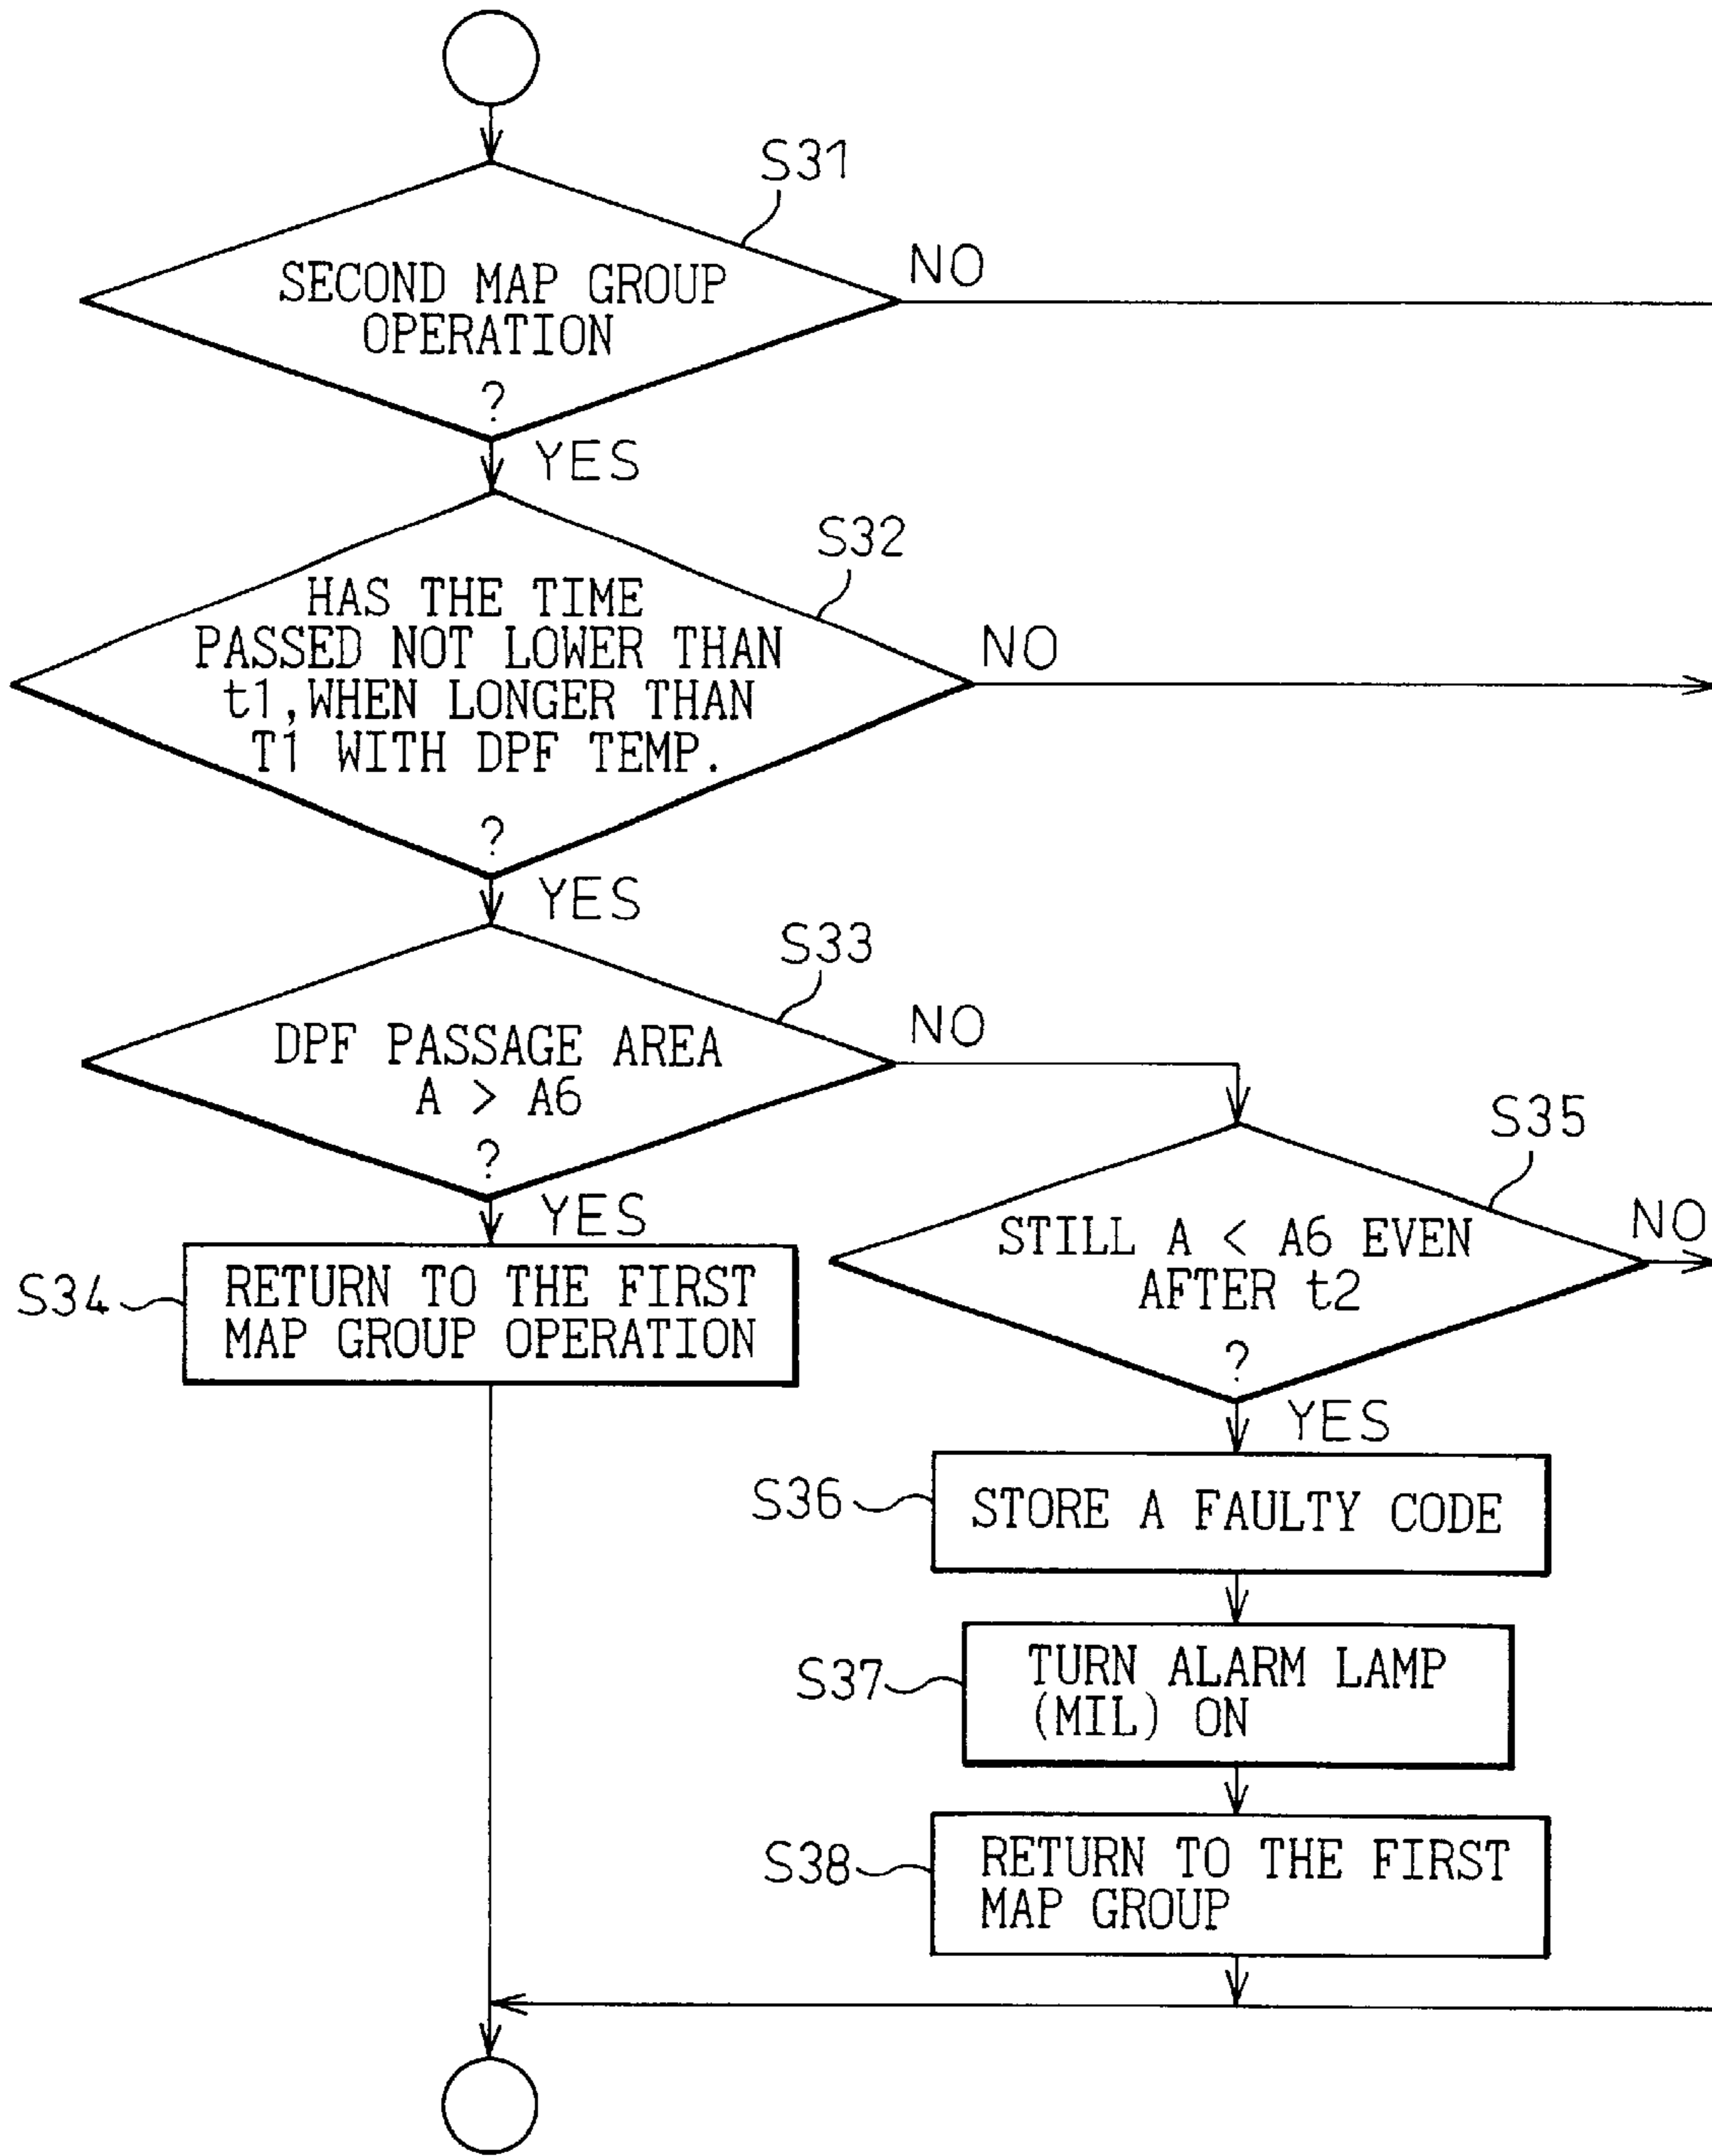 S31
SECOND MAP GROUP
OPERATION
?
NO
YES
S32
HAS THE TIME
PASSED NOT LOWER THAN
t1,WHEN LONGER THAN
T1 WITH DPF TEMP.
?
NO
YES
S33
DPF PASSAGE AREA
A > A6
?
NO
YES
S34
RETURN TO THE FIRST
MAP GROUP OPERATION
S35
STILL A < A6 EVEN
AFTER t2
?
NO
YES
S36
STORE A FAULTY CODE
S37
TURN ALARM LAMP
(MIL) ON
S38
RETURN TO THE FIRST
MAP GROUP